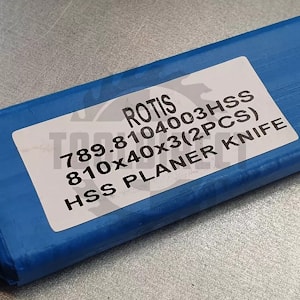 ROTIS
789.8104003HSS
810x40x3(2PCS)
HSS PLANER KNIFE